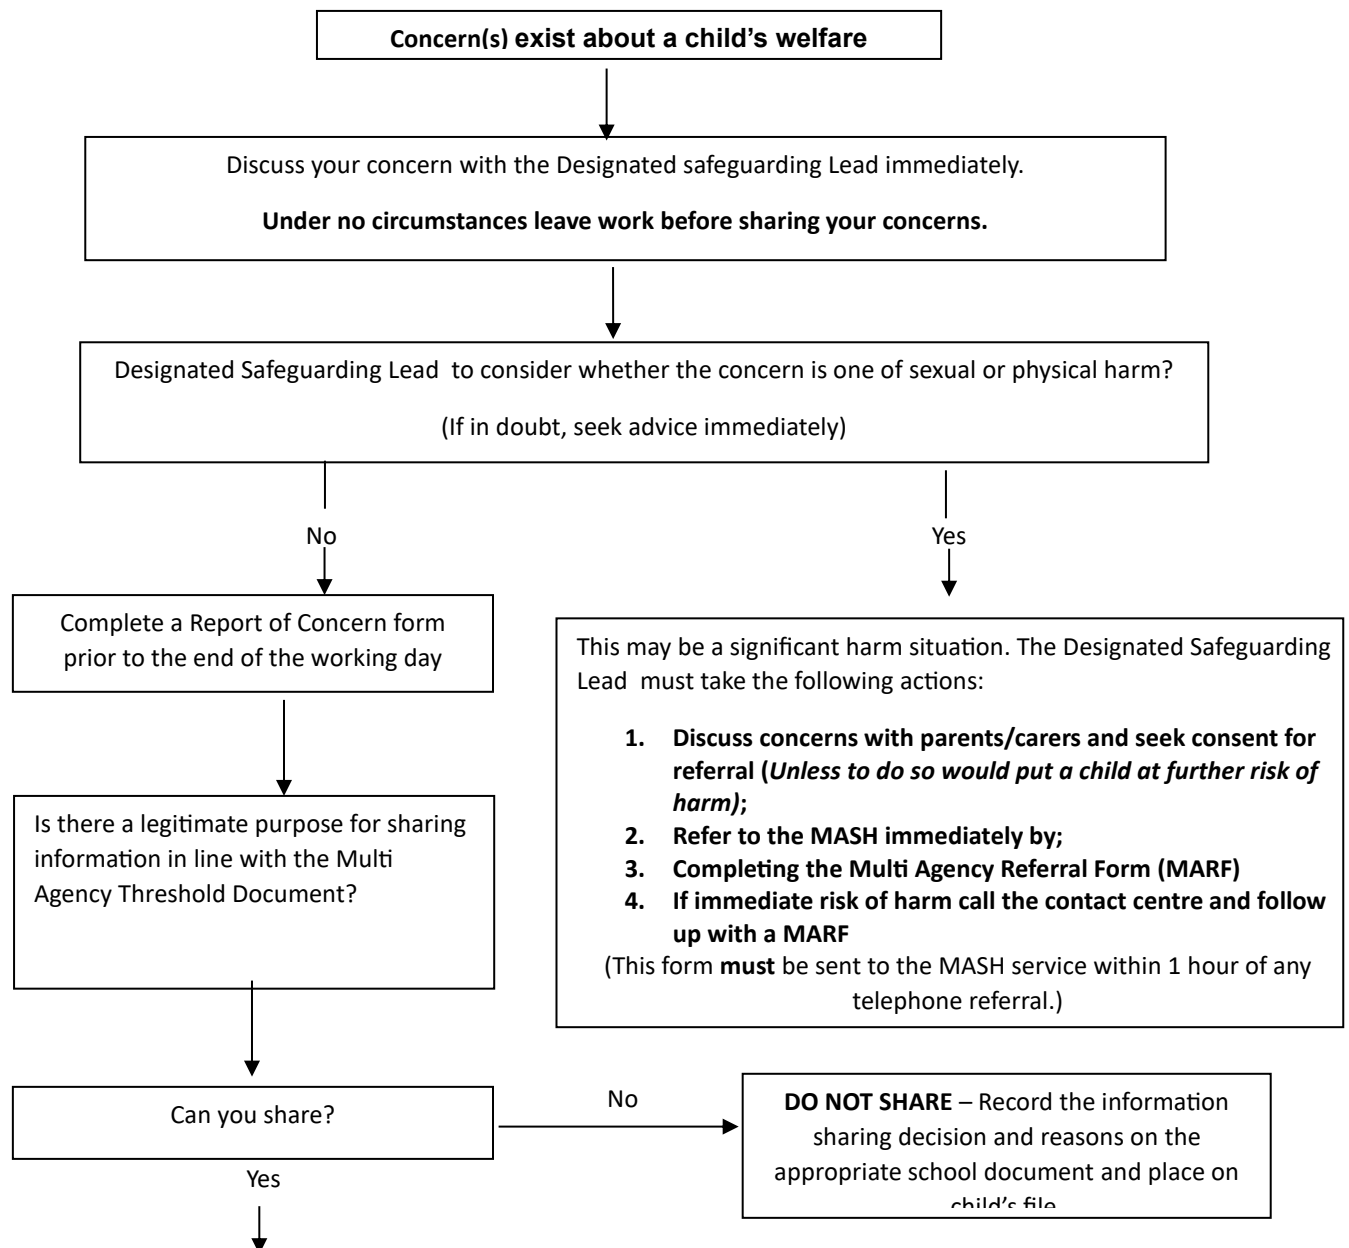 Concern(s) exist about a child’s welfare
Discuss your concern with the Designated safeguarding Lead immediately.
Under no circumstances leave work before sharing your concerns.
Designated Safeguarding Lead  to consider whether the concern is one of sexual or physical harm?
(If in doubt, seek advice immediately)
No
Yes
Complete a Report of Concern form
prior to the end of the working day
This may be a significant harm situation. The Designated Safeguarding
Lead  must take the following actions:
1. Discuss concerns with parents/carers and seek consent for
referral (Unless to do so would put a child at further risk of
harm);
2. Refer to the MASH immediately by;
3. Completing the Multi Agency Referral Form (MARF)
4. If immediate risk of harm call the contact centre and follow
up with a MARF
(This form must be sent to the MASH service within 1 hour of any
telephone referral.)
Is there a legitimate purpose for sharing
information in line with the Multi
Agency Threshold Document?
Can you share?
No
DO NOT SHARE – Record the information
sharing decision and reasons on the
appropriate school document and place on
child’s file
Yes